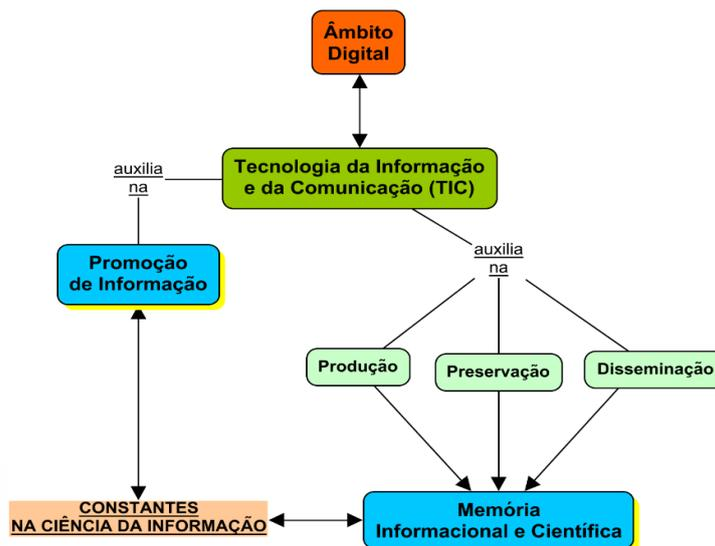 Âmbito
Digital
Tecnologia da Informação
e da Comunicação (TIC)
auxilia
na
Promoção
de Informação
auxilia
na
Produção
Preservação
Disseminação
CONSTANTES
NA CIÊNCIA DA INFORMAÇÃO
Memória
Informacional e Científica